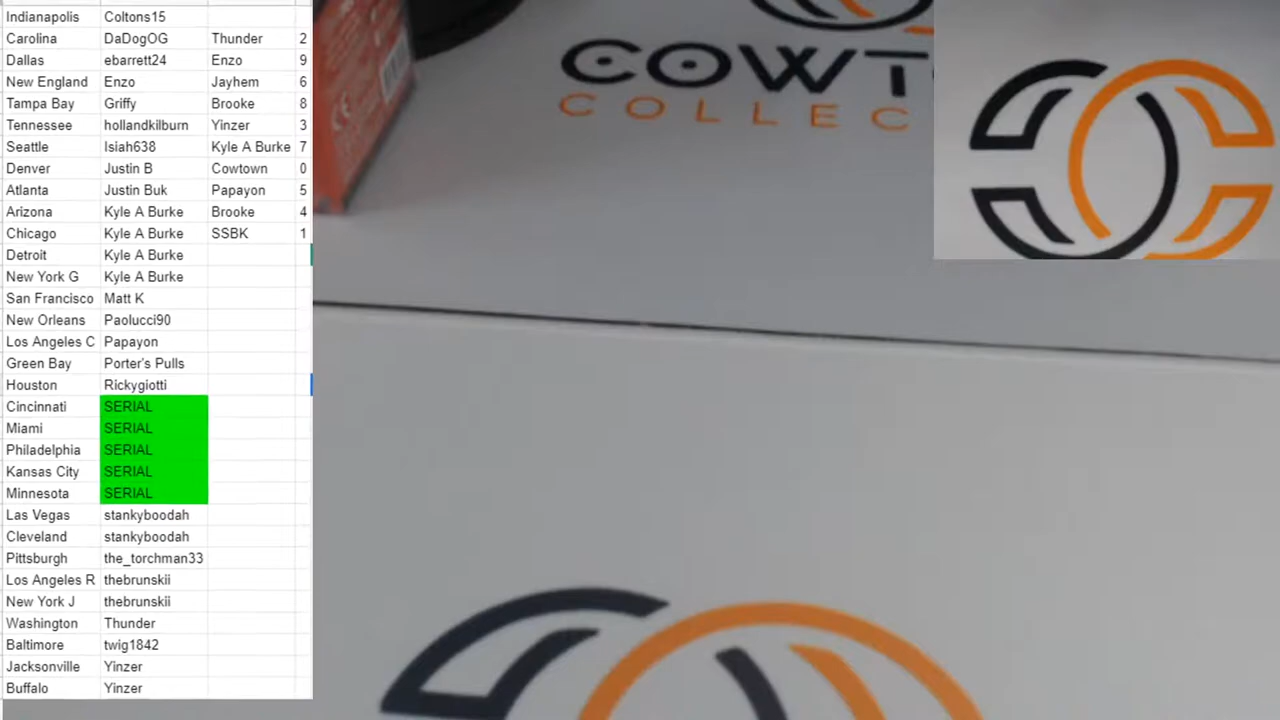 Indianapolis Coltons15
Carolina DaDogOG Thunder 2
Dallas ebarrett24 Enzo 9
New England Enzo Jayhem 6
Tampa Bay Griffy Brooke 8
Tennessee hollandkilburn Yinzer 3
Seattle Isiah638 Kyle A Burke 7
Denver Justin B Cowtown 0
Atlanta Justin Buk Papayon 5
Arizona Kyle A Burke Brooke 4
Chicago Kyle A Burke SSBK 1
Detroit Kyle A Burke
New York G Kyle A Burke
San Francisco Matt K
New Orleans Paolucci90
Los Angeles C Papayon
Green Bay Porter's Pulls
Houston Rickygiotti
Cincinnati SERIAL
Miami SERIAL
Philadelphia SERIAL
Kansas City SERIAL
Minnesota SERIAL
Las Vegas stankyboodah
Cleveland stankyboodah
Pittsburgh the_torchman33
Los Angeles R thebrunskii
New York J thebrunskii
Washington Thunder
Baltimore twig1842
Jacksonville Yinzer
Buffalo Yinzer
COWT
COLLEC